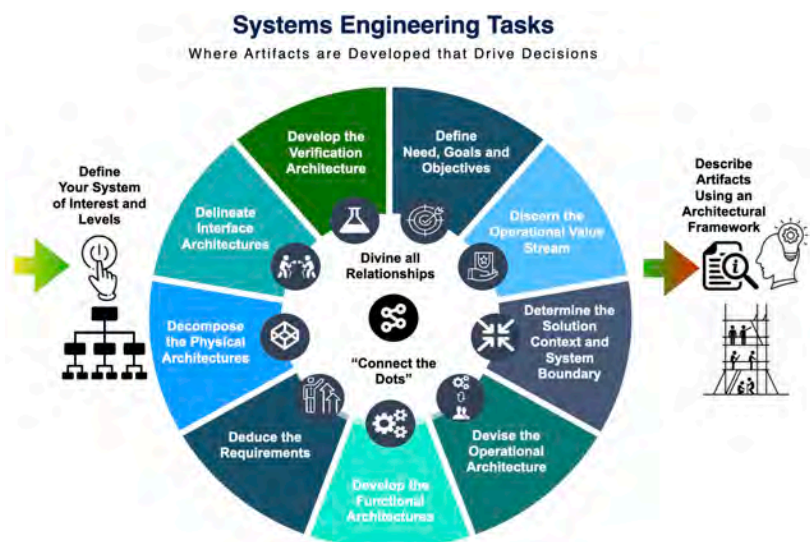 Systems Engineering Tasks
Where Artifacts are Developed that Drive Decisions
Define
Your System
of Interest and
Levels
Develop the
Verification
Architecture
Define
Need, Goals and
Objectives
Discern the
Operational Value
Stream
Determine the
Solution
Context and
System
Boundary
Devise the
Operational
Architecture
Develop the
Functional
Architectures
Deduce the
Requirements
Decompose
the Physical
Architectures
Delineate
Interface
Architectures
Divine all
Relationships
“Connect the
Dots”
Describe
Artifacts
Using an
Architectural
Framework